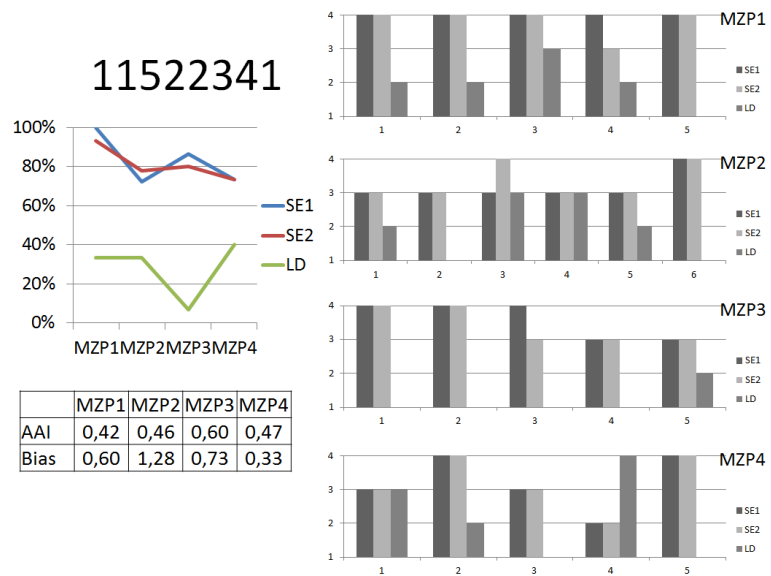 11522341
100%
80%
60%
40%
20%
0%
MZP1 MZP2 MZP3 MZP4
SE1
SE2
LD
MZP1 MZP2 MZP3 MZP4
AAI 0,42 0,46 0,60 0,47
Bias 0,60 1,28 0,73 0,33
MZP1
4
3
2
1
1 2 3 4 5
SE1
SE2
LD
MZP2
4
3
2
1
1 2 3 4 5 6
SE1
SE2
LD
MZP3
4
3
2
1
1 2 3 4 5
SE1
SE2
LD
MZP4
4
3
2
1
1 2 3 4 5
SE1
SE2
LD